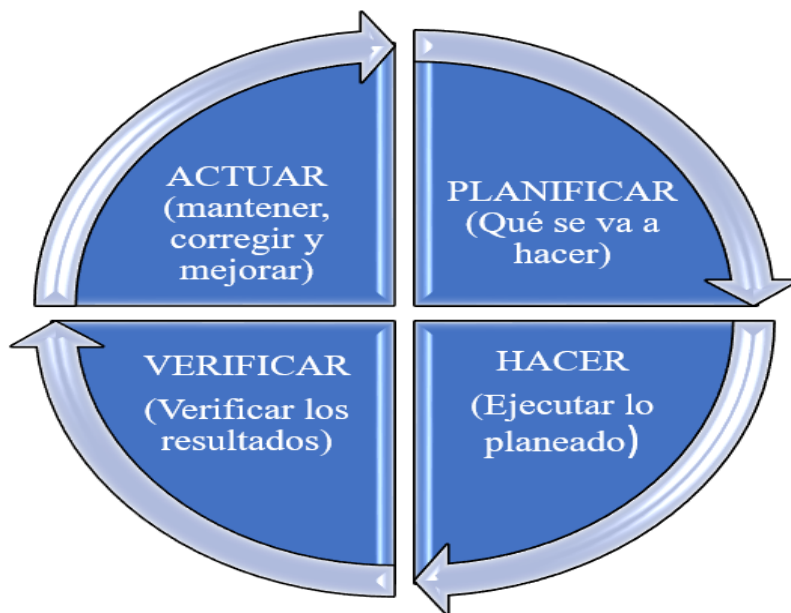 ACTUAR
(mantener,
corregir y
mejorar)
PLANIFICAR
(Qué se va a
hacer)
VERIFICAR
(Verificar los
resultados)
HACER
(Ejecutar lo
planeado)